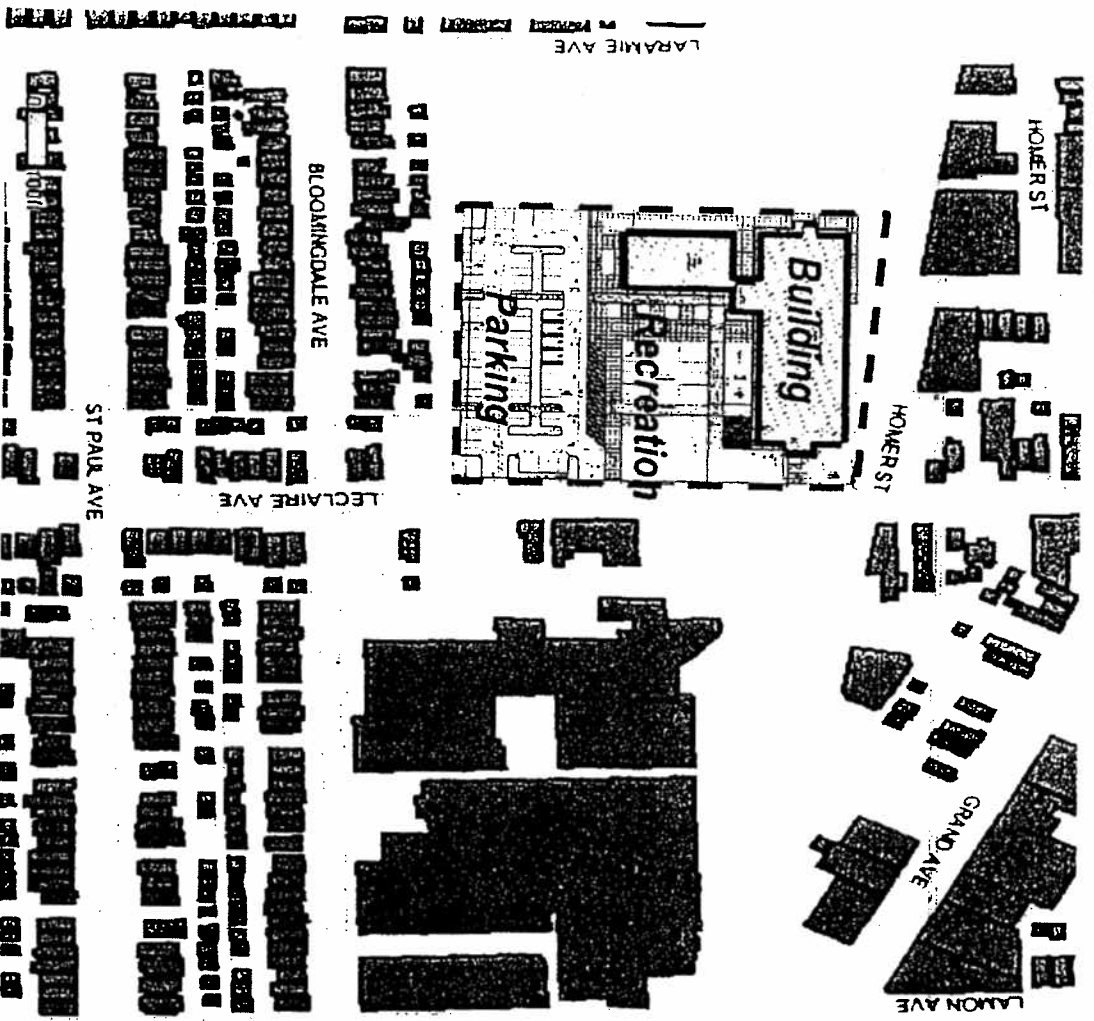 LARAMIE AVE
HOMER ST
BLOOMINGDALE AVE
Building
Recreation
Parking
HOMER ST
ST PAUL AVE
LECLAIRE AVE
GRAND AVE
LAMON AVE